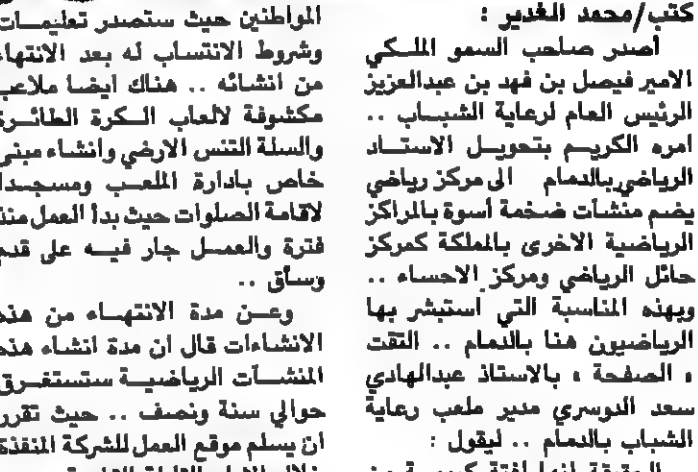 كتب/محمد الغدير :
أصدر صاحب السمو الملكي
الامير فيصل بن فهد بن عبدالعزيز
الرئيس العام لرعاية الشباب ..
امره الكريم بتحويل الاستاد
الرياضي بالدمام الى مركز رياضي
يضم منشآت ضخمة أسوة بالمراكز
الرياضية الاخرى بالمملكة كمركز
حائل الرياضي ومركز الاحساء ..
وبهذه المناسبة التي أستبشر بها
الرياضيون هنا بالدمام .. التقت
« الصفحة » بالاستاذ عبدالهادي
سعد الدوسري مدير ملعب رعاية
الشباب بالدمام .. ليقول :
المواطنين حيث ستصدر تعليمات
وشروط الانتساب له بعد الانتهاء
من انشائه .. هناك ايضا ملاعب
مكشوفة لألعاب الكرة الطائرة
والسلة التنس الارضي وانشاء مبنى
خاص بادارة الملعب ومسجدا
لاقامة الصلوات حيث بدأ العمل منذ
فترة والعمل جار فيه على قدم
وسأق ..
وعن مدة الانتهاء من هذه
الانشاءات قال ان مدة انشاء هذه
المنشآت الرياضية ستستغرق
حوالي سنة ونصف .. حيث تقرر
ان يسلم موقع العمل للشركة المنفذة